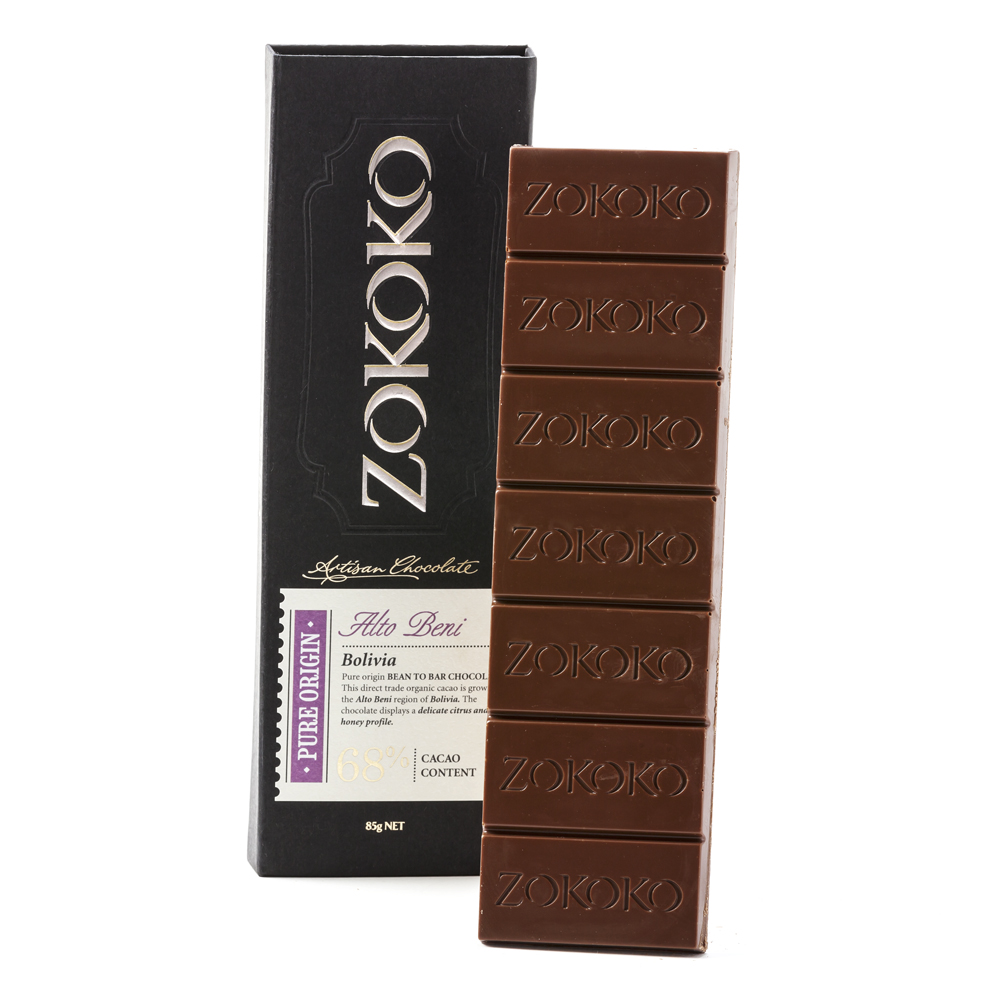 ZOKOKO
Artisan Chocolate
• PURE ORIGIN •
Alto Beni
Bolivia
Pure origin BEAN TO BAR CHOCOL
This direct trade organic cacao is grow
the Alto Beni region of Bolivia. The
chocolate displays a delicate citrus and
honey profile.
68%
CACAO
CONTENT
85g NET
ZOKOKO
ZOKOKO
ZOKOKO
ZOKOKO
ZOKOKO
ZOKOKO
ZOKOKO